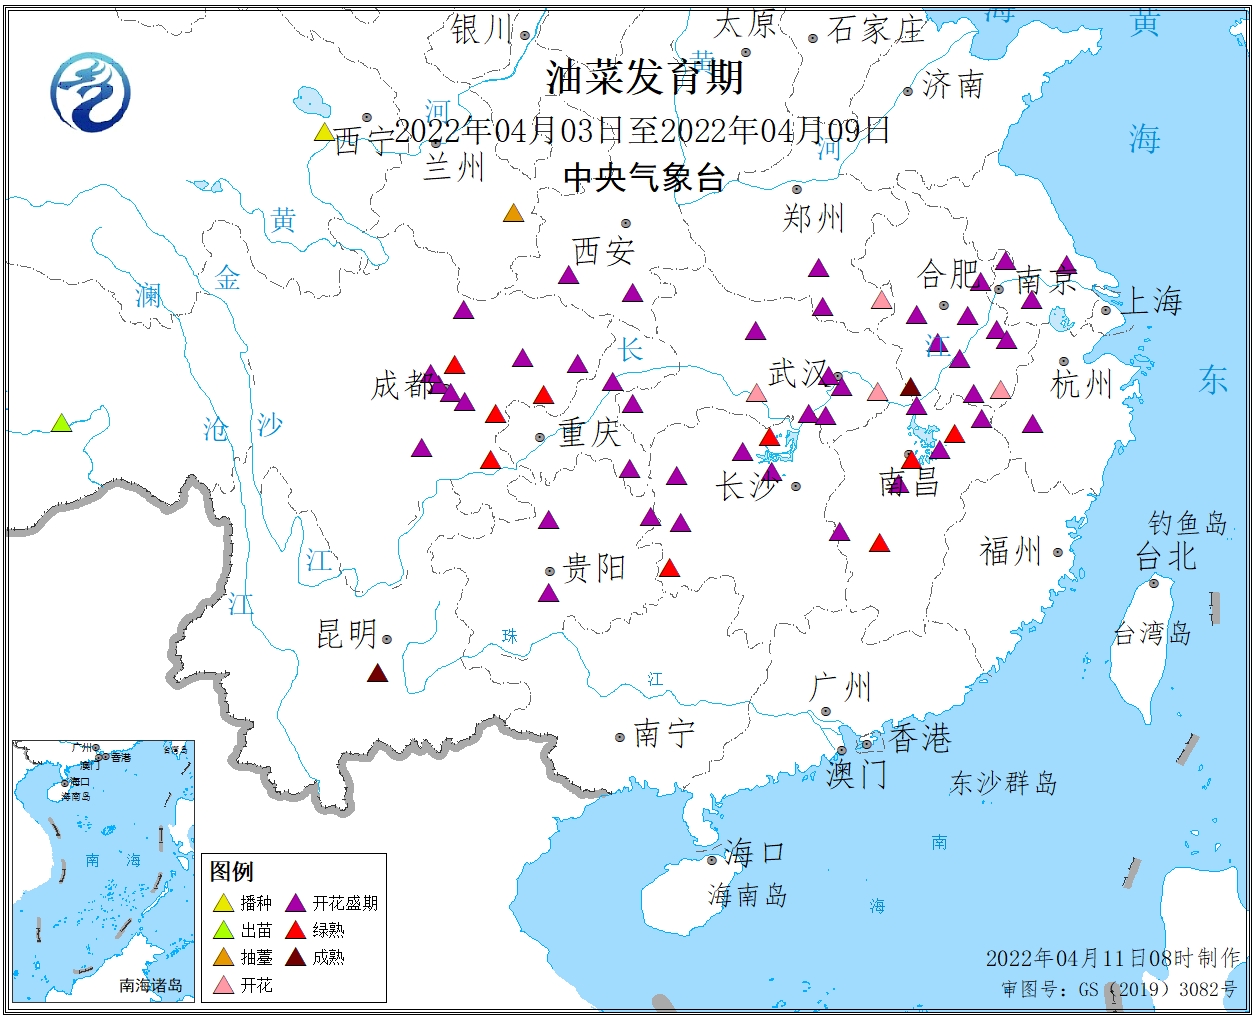 银川
太原
石家庄
海
黄
黄
济南
油菜发育期
河
2022年04月03日至2022年04月09日
西宁
兰州
河
海
中央气象台
黄
郑州
西安
金
澜
合肥
南京
上海
长
江
武汉
杭州
东
成都
沧
沙
重庆
长沙
南昌
钓鱼岛
福州
台北
江
贵阳
江
昆明
珠
台湾岛
江
广州
南宁
香港
澳门
东沙群岛
南
海口
海南岛
海
广州
台湾岛
香港
澳门
海口
海南岛
南 海
南海诸岛
图例
播种
开花盛期
出苗
绿熟
抽薹
成熟
开花
2022年04月11日08时制作
审图号：GS（2019）3082号